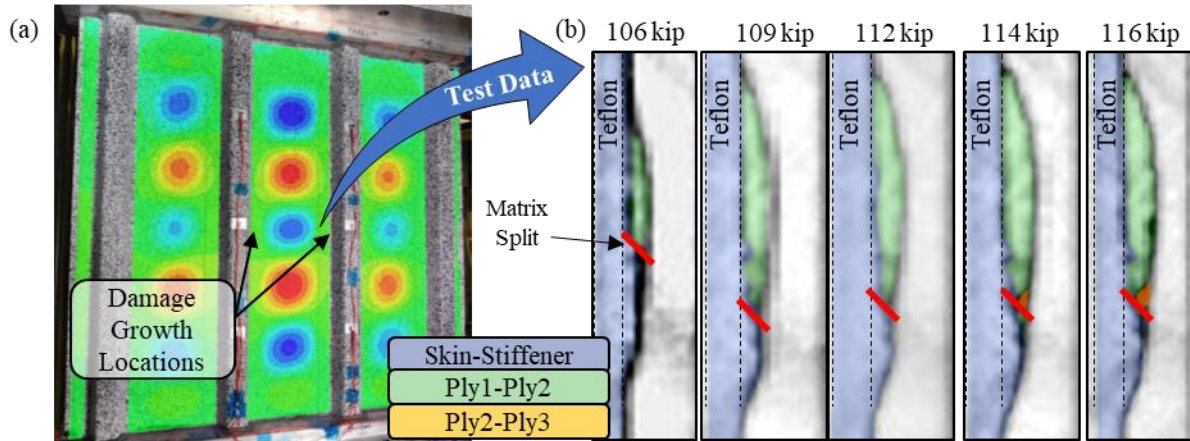 (a)
(b)
106 kip
109 kip
112 kip
114 kip
116 kip
Test Data
Teflon
Teflon
Teflon
Teflon
Teflon
Matrix
Split
Damage
Growth
Locations
Skin-Stiffener
Ply1-Ply2
Ply2-Ply3